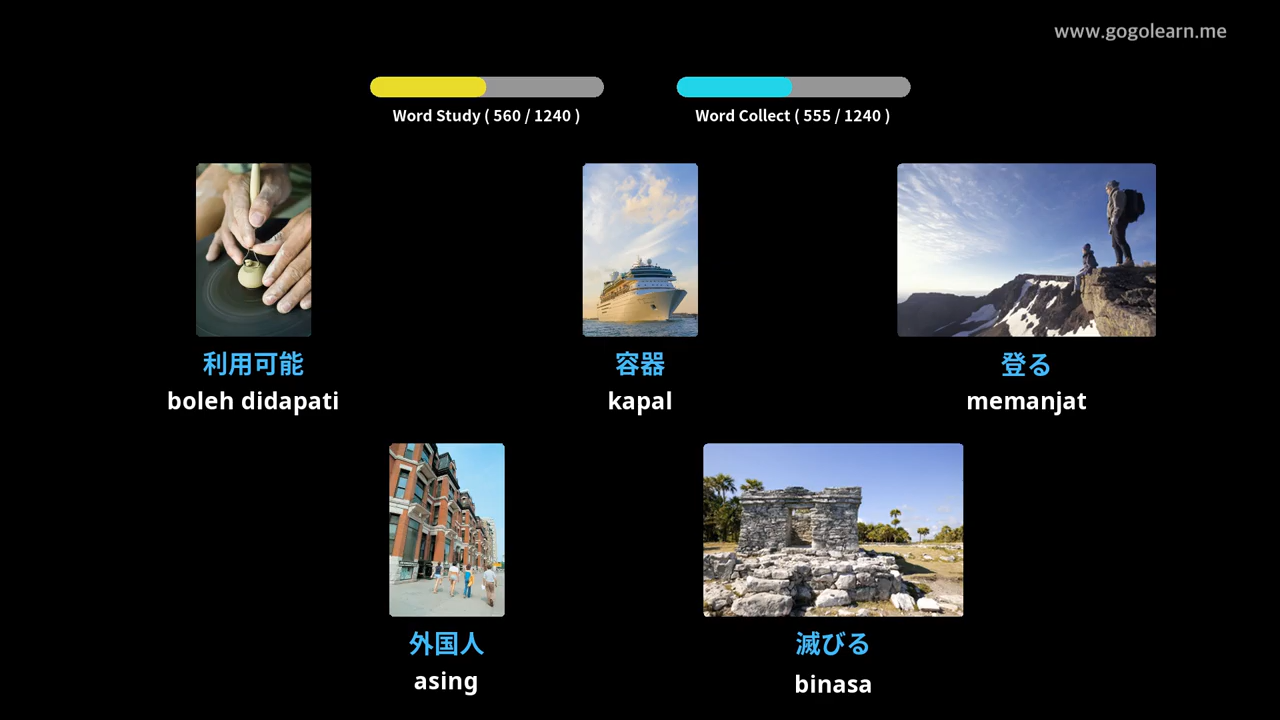 www.gogolearn.me
Word Study ( 560 / 1240 )
Word Collect ( 555 / 1240 )
利用可能
boleh didapati
容器
kapal
登る
memanjat
外国人
asing
滅びる
binasa